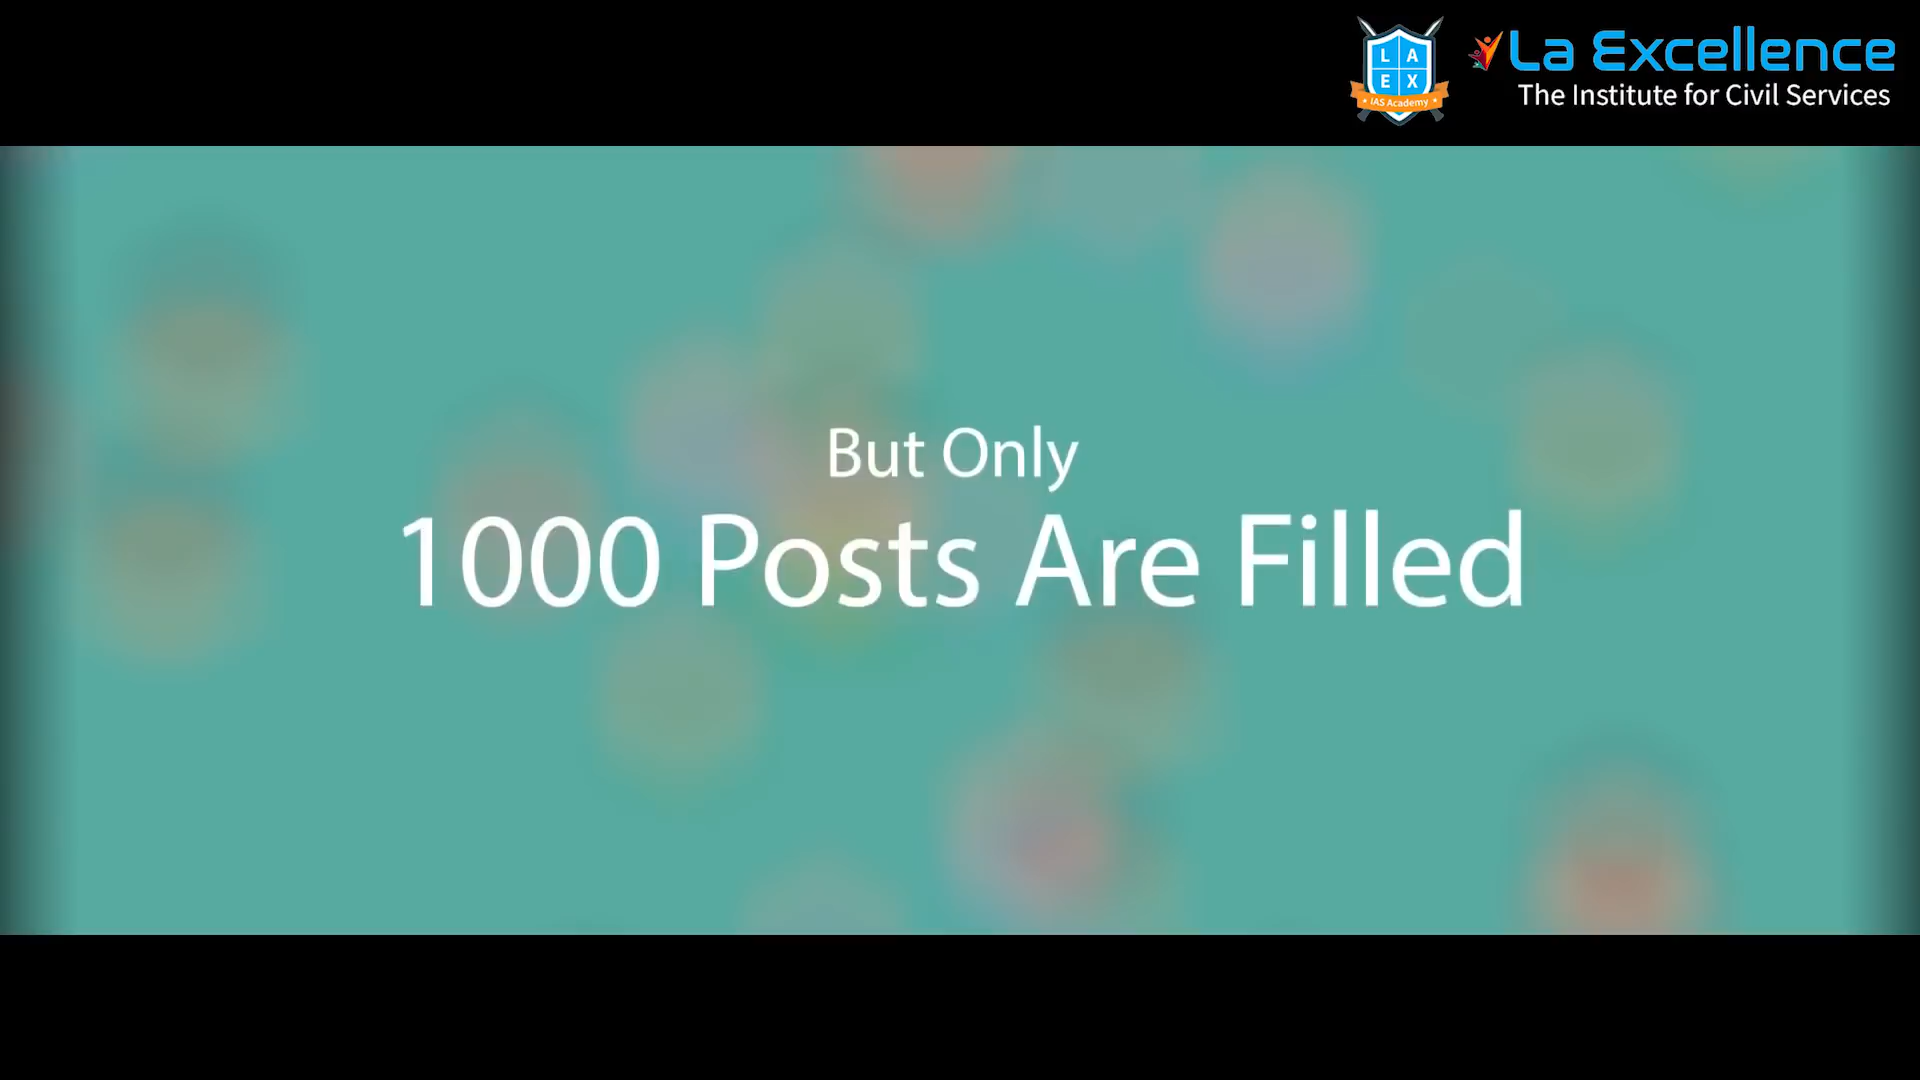 L A
E X
IAS Academy
La Excellence
The Institute for Civil Services
But Only
1000 Posts Are Filled